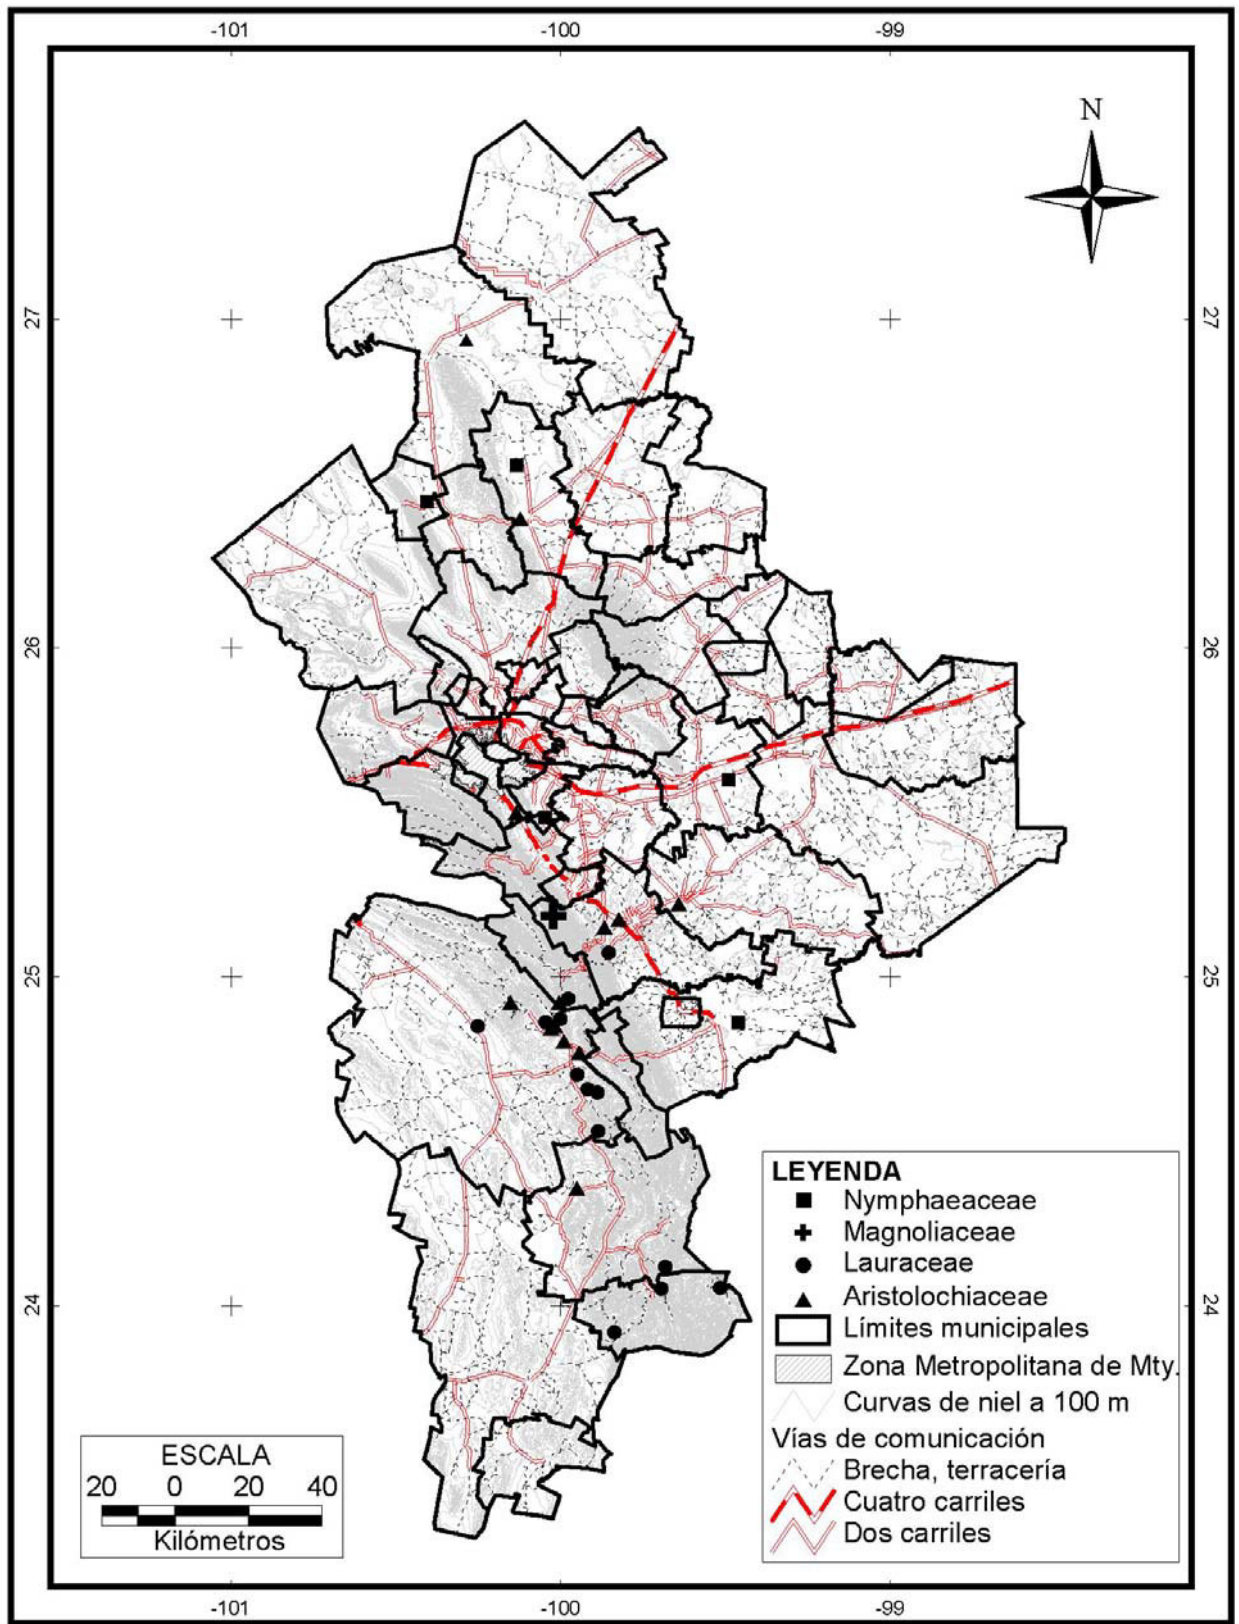 -101 -100 -99
N
27 27
26 26
25 25
24 24
LEYENDA
Nymphaeaceae
Magnoliaceae
Lauraceae
Aristolochiaceae
Límites municipales
Zona Metropolitana de Mty.
Curvas de niel a 100 m
Vías de comunicación
Brecha, terracería
Cuatro carriles
Dos carriles
ESCALA
20 0 20 40
Kilómetros
-101 -100 -99